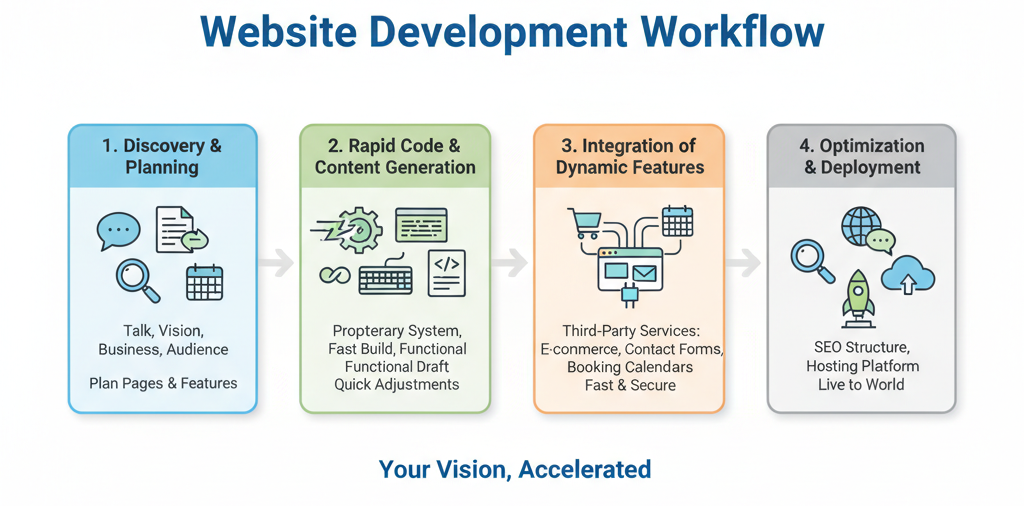 Website Development Workflow
1. Discovery &
Planning
Talk, Vision,
Business, Audience
Plan Pages & Features
2. Rapid Code &
Content Generation
</>
Propterary System,
Fast Build, Functional
Functional Draft
Quick Adjustments
3. Integration of
Dynamic Features
Third-Party Services:
E-commerce, Contact Forms,
Booking Calendars
Fast & Secure
4. Optimization
& Deployment
SEO Structure,
Hosting Platform
Live to World
Your Vision, Accelerated